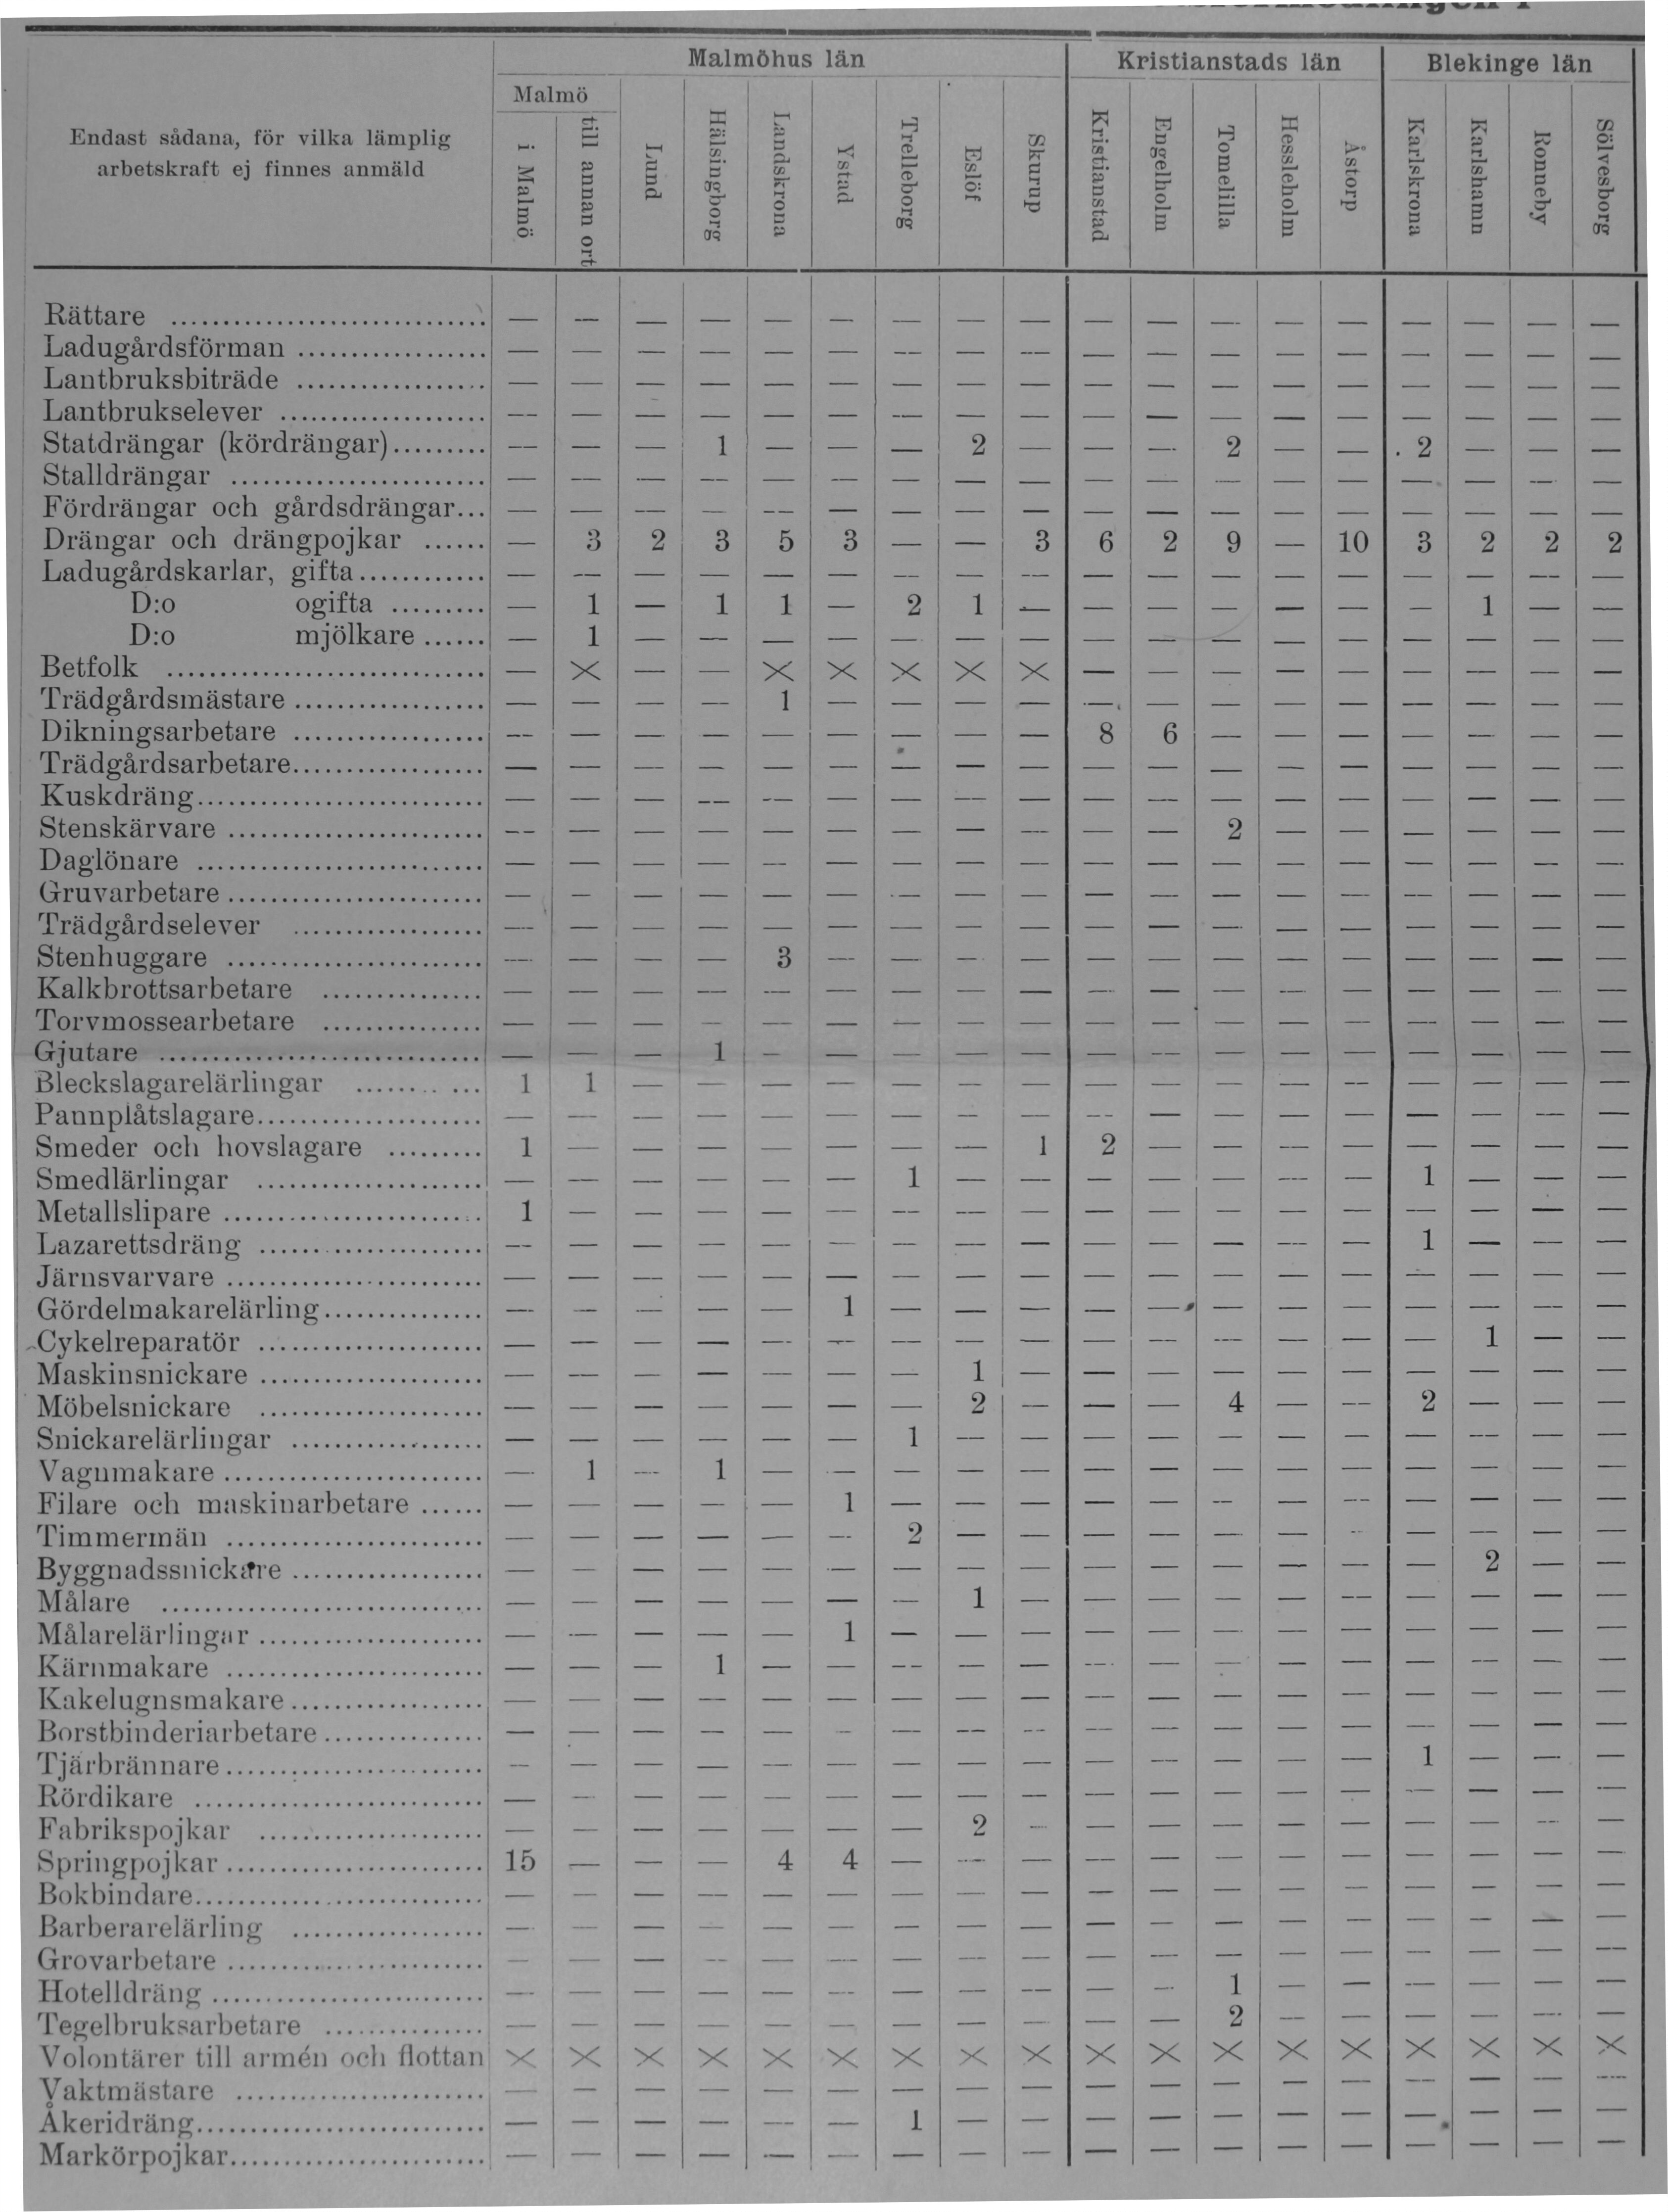 Malmöhus län Kristianstads län Blekinge län
Malmö
Endast sådana, för vilka lämplig
arbetskraft ej finnes anmäld
i Malmö till annan ort Lund Hälsingborg Landskrona Ystad Trelleborg Eslöf Skurup Kristianstad Engelholm Tomelilla Hessleholm Åstorp Karlskrona Karlshamn Ronneby Sölvesborg
Rättare — — — — — — — — — — — — — — — — — —
Ladugårdsförman — — — — — — — — — — — — — — — — — —
Lantbruksbiträde — — — — — — — — — — — — — — — — — —
Lantbrukselever — — — — — — — — — — — — — — — — — —
Statdrängar (kördrängar) — — — 1 — — — 2 — — — 2 — — 2 — — —
Stalldrängar — — — — — — — — — — — — — — — — — —
Fördrängar och gårdsdrängar — — — — — — — — — — — — — — — — — —
Drängar och drängpojkar — 3 2 3 5 3 — — 3 6 2 9 — 10 3 2 2 2
Ladugårdskarlar, gifta — — — — — — — — — — — — — — — — — —
D:o ogifta — 1 — 1 1 — 2 1 — — — — — — — 1 — —
D:o mjölkare — 1 — — — — — — — — — — — — — — — —
Betfolk — × — — × × × × × — — — — — — — — —
Trädgårdsmästare — — — — 1 — — — — — — — — — — — — —
Dikningsarbetare — — — — — — — — — 8 6 — — — — — — —
Trädgårdsarbetare — — — — — — — — — — — — — — — — — —
Kuskdräng — — — — — — — — — — — — — — — — — —
Stenskärvare — — — — — — — — — — — 2 — — — — — —
Daglönare — — — — — — — — — — — — — — — — — —
Gruvarbetare — — — — — — — — — — — — — — — — — —
Trädgårdselever — — — — — — — — — — — — — — — — — —
Stenhuggare — — — — 3 — — — — — — — — — — — — —
Kalkbrottsarbetare — — — — — — — — — — — — — — — — — —
Torvmossearbetare — — — — — — — — — — — — — — — — — —
Gjutare — — — 1 — — — — — — — — — — — — — —
Bleckslagarelärlingar 1 1 — — — — — — — — — — — — — — — —
Pannplåtslagare — — — — — — — — — — — — — — — — — —
Smeder och hovslagare 1 — — — — — — — 1 2 — — — — — — — —
Smedlärlingar — — — — — — 1 — — — — — — — 1 — — —
Metallslipare 1 — — — — — — — — — — — — — — — — —
Lazarettsdräng — — — — — — — — — — — — — — 1 — — —
Järnsvarvare — — — — — — — — — — — — — — — — — —
Gördelmakarelärling — — — — — 1 — — — — — — — — — — — —
Cykelreparatör — — — — — — — — — — — — — — — 1 — —
Maskinsnickare — — — — — — — 1 — — — — — — — — — —
Möbelsnickare — — — — — — — 2 — — — 4 — — 2 — — —
Snickarelärlingar — — — — — — 1 — — — — — — — — — — —
Vagnmakare — 1 — 1 — — — — — — — — — — — — — —
Filare och maskinarbetare — — — — — 1 — — — — — — — — — — — —
Timmermän — — — — — — 2 — — — — — — — — — — —
Byggnadssnickare — — — — — — — — — — — — — — — 2 — —
Målare — — — — — — — 1 — — — — — — — — — —
Målarelärlingar — — — — — 1 — — — — — — — — — — — —
Kärnmakare — — — 1 — — — — — — — — — — — — — —
Kakelugnsmakare — — — — — — — — — — — — — — — — — —
Borstbinderiarbetare — — — — — — — — — — — — — — — — — —
Tjärbrännare — — — — — — — — — — — — — — 1 — — —
Rördikare — — — — — — — — — — — — — — — — — —
Fabrikspojkar — — — — — — — 2 — — — — — — — — — —
Springpojkar 15 — — — 4 4 — — — — — — — — — — — —
Bokbindare — — — — — — — — — — — — — — — — — —
Barberarelärling — — — — — — — — — — — — — — — — — —
Grovarbetare — — — — — — — — — — — — — — — — — —
Hotelldräng — — — — — — — — — — — 1 — — — — — —
Tegelbruksarbetare — — — — — — — — — — — 2 — — — — — —
Volontärer till armén och flottan × × × × × × × × × × × × × × × × × ×
Vaktmästare — — — — — — — — — — — — — — — — — —
Åkeridräng — — — — — — 1 — — — — — — — — — — —
Markörpojkar — — — — — — — — — — — — — — — — — —